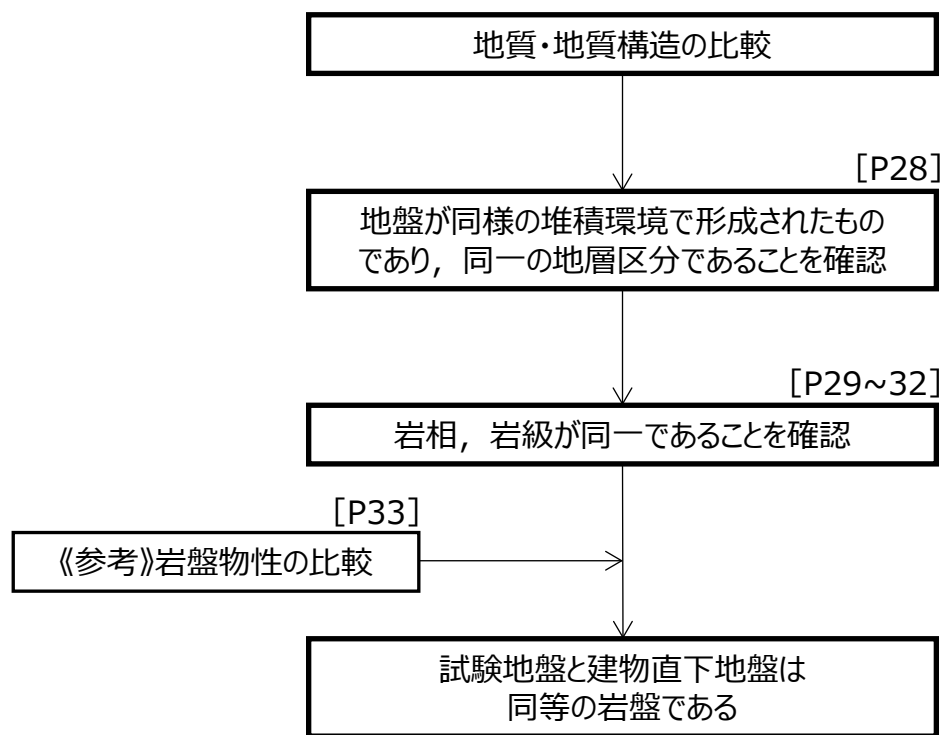 地質・地質構造の比較
[P28]
地盤が同様の堆積環境で形成されたもの
であり，同一の地層区分であることを確認
[P29~32]
岩相，岩級が同一であることを確認
[P33]
《参考》岩盤物性の比較
試験地盤と建物直下地盤は
同等の岩盤である